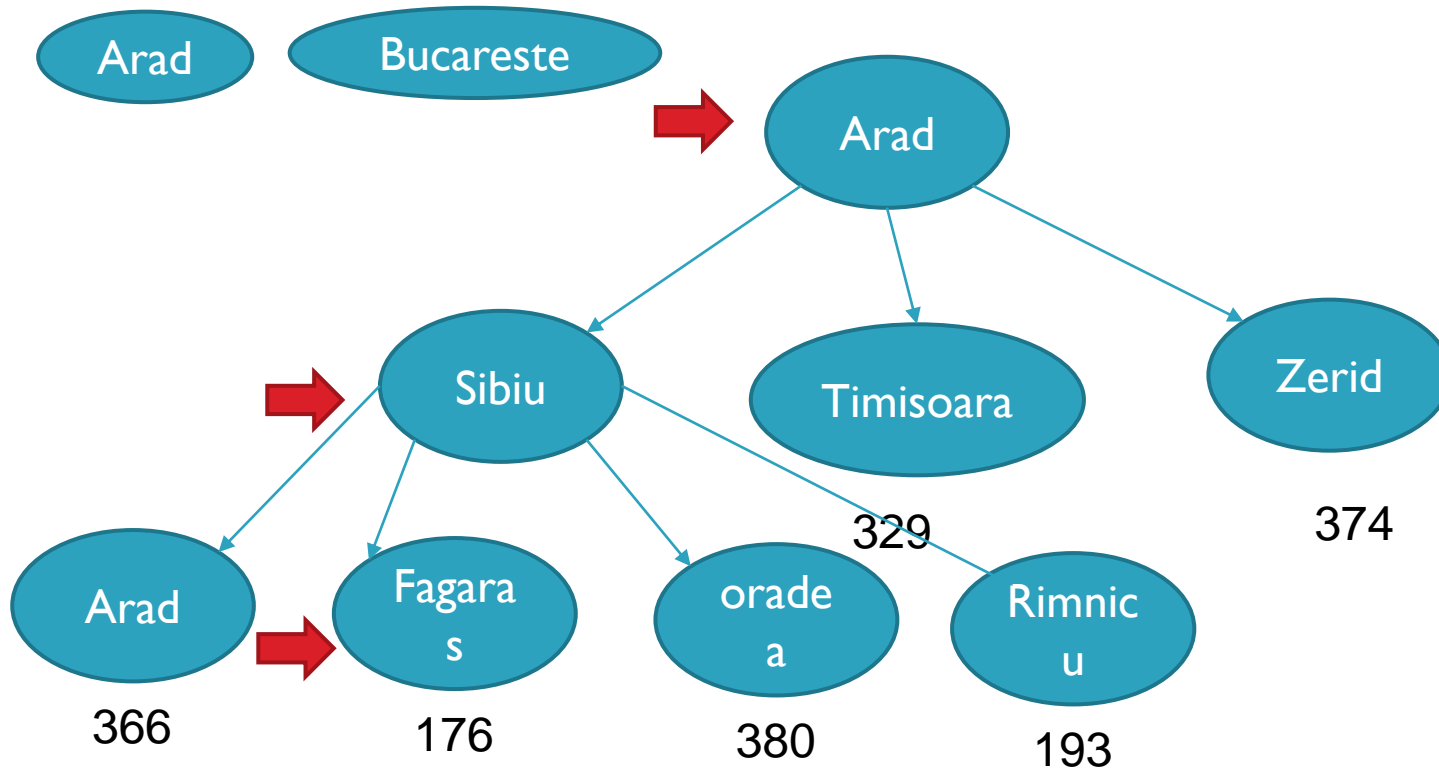 Arad
Bucareste
Arad
Sibiu
Timisoara
Zerid
329
374
Arad
Fagara
s
orade
a
Rimnic
u
366
176
380
193